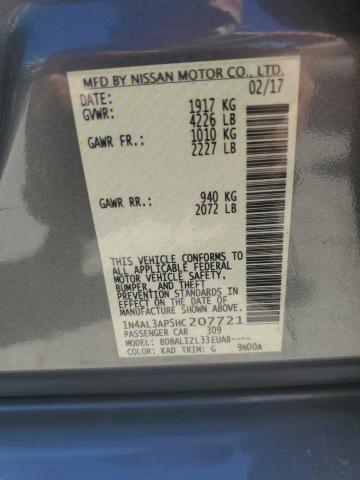 MFD BY NISSAN MOTOR CO., LTD.
DATE: 02/17
GVWR: 1917 KG
4226 LB
GAWR FR.: 1010 KG
2227 LB
GAWR RR.: 940 KG
2072 LB
THIS VEHICLE CONFORMS TO
ALL APPLICABLE FEDERAL
MOTOR VEHICLE SAFETY,
BUMPER, AND THEFT
PREVENTION STANDARDS
IN EFFECT ON THE DATE OF
MANUFACTURE SHOWN ABOVE.
1N4AL3AP5HC207721
PASSENGER CAR 309
MODEL: BDBALIZL33EUAB----
COLOR: KAD TRIM: G 9N00A